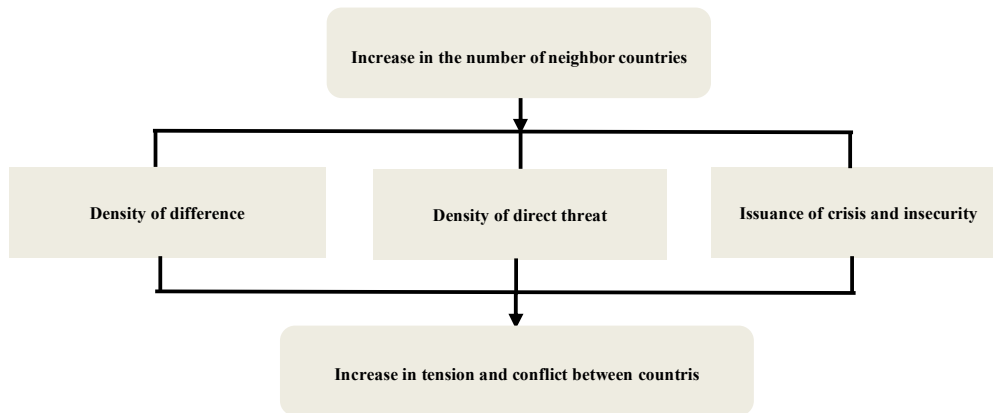 Increase in the number of neighbor countries
Density of difference
Density of direct threat
Issuance of crisis and insecurity
Increase in tension and conflict between countris